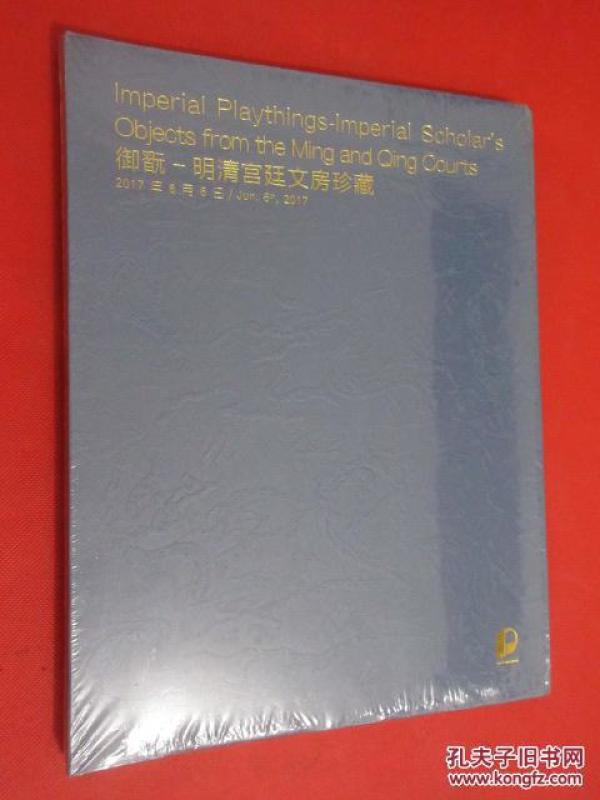 Imperial Playthings-Imperial Scholar's
Objects from the Ming and Qing Courts
御翫－明清宫廷文房珍藏
2017 年 6 月 6 日 / Jun. 6th, 2017
孔夫子旧书网
www.kongfz.com